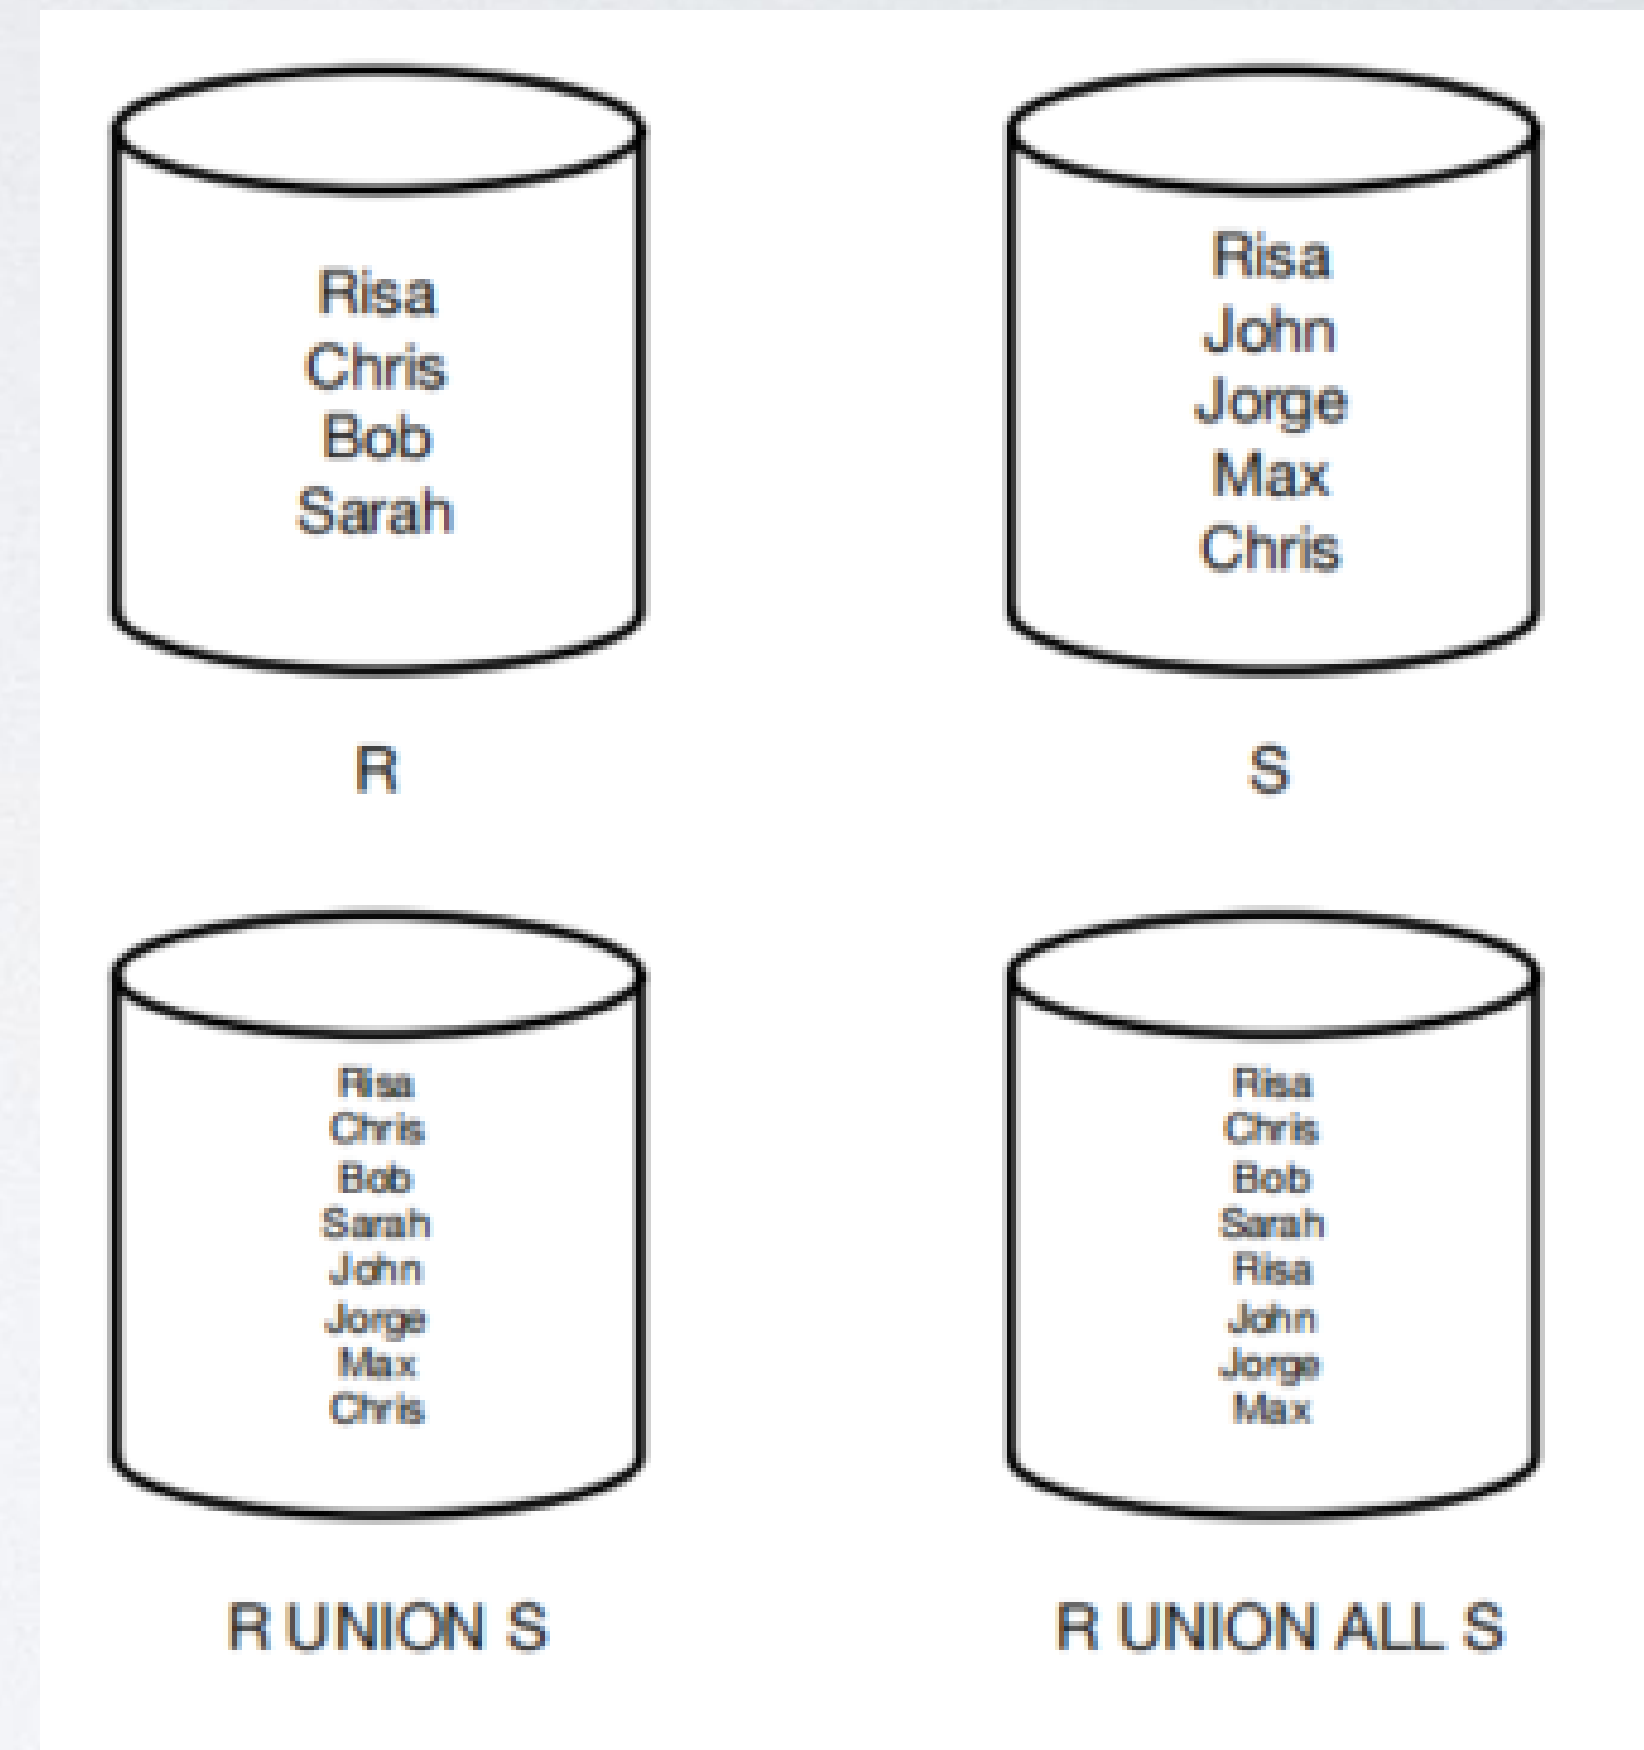 Risa
Chris
Bob
Sarah
R
Risa
John
Jorge
Max
Chris
S
Risa
Chris
Bob
Sarah
John
Jorge
Max
Chris
R UNION S
Risa
Chris
Bob
Sarah
Risa
John
Jorge
Max
R UNION ALL S